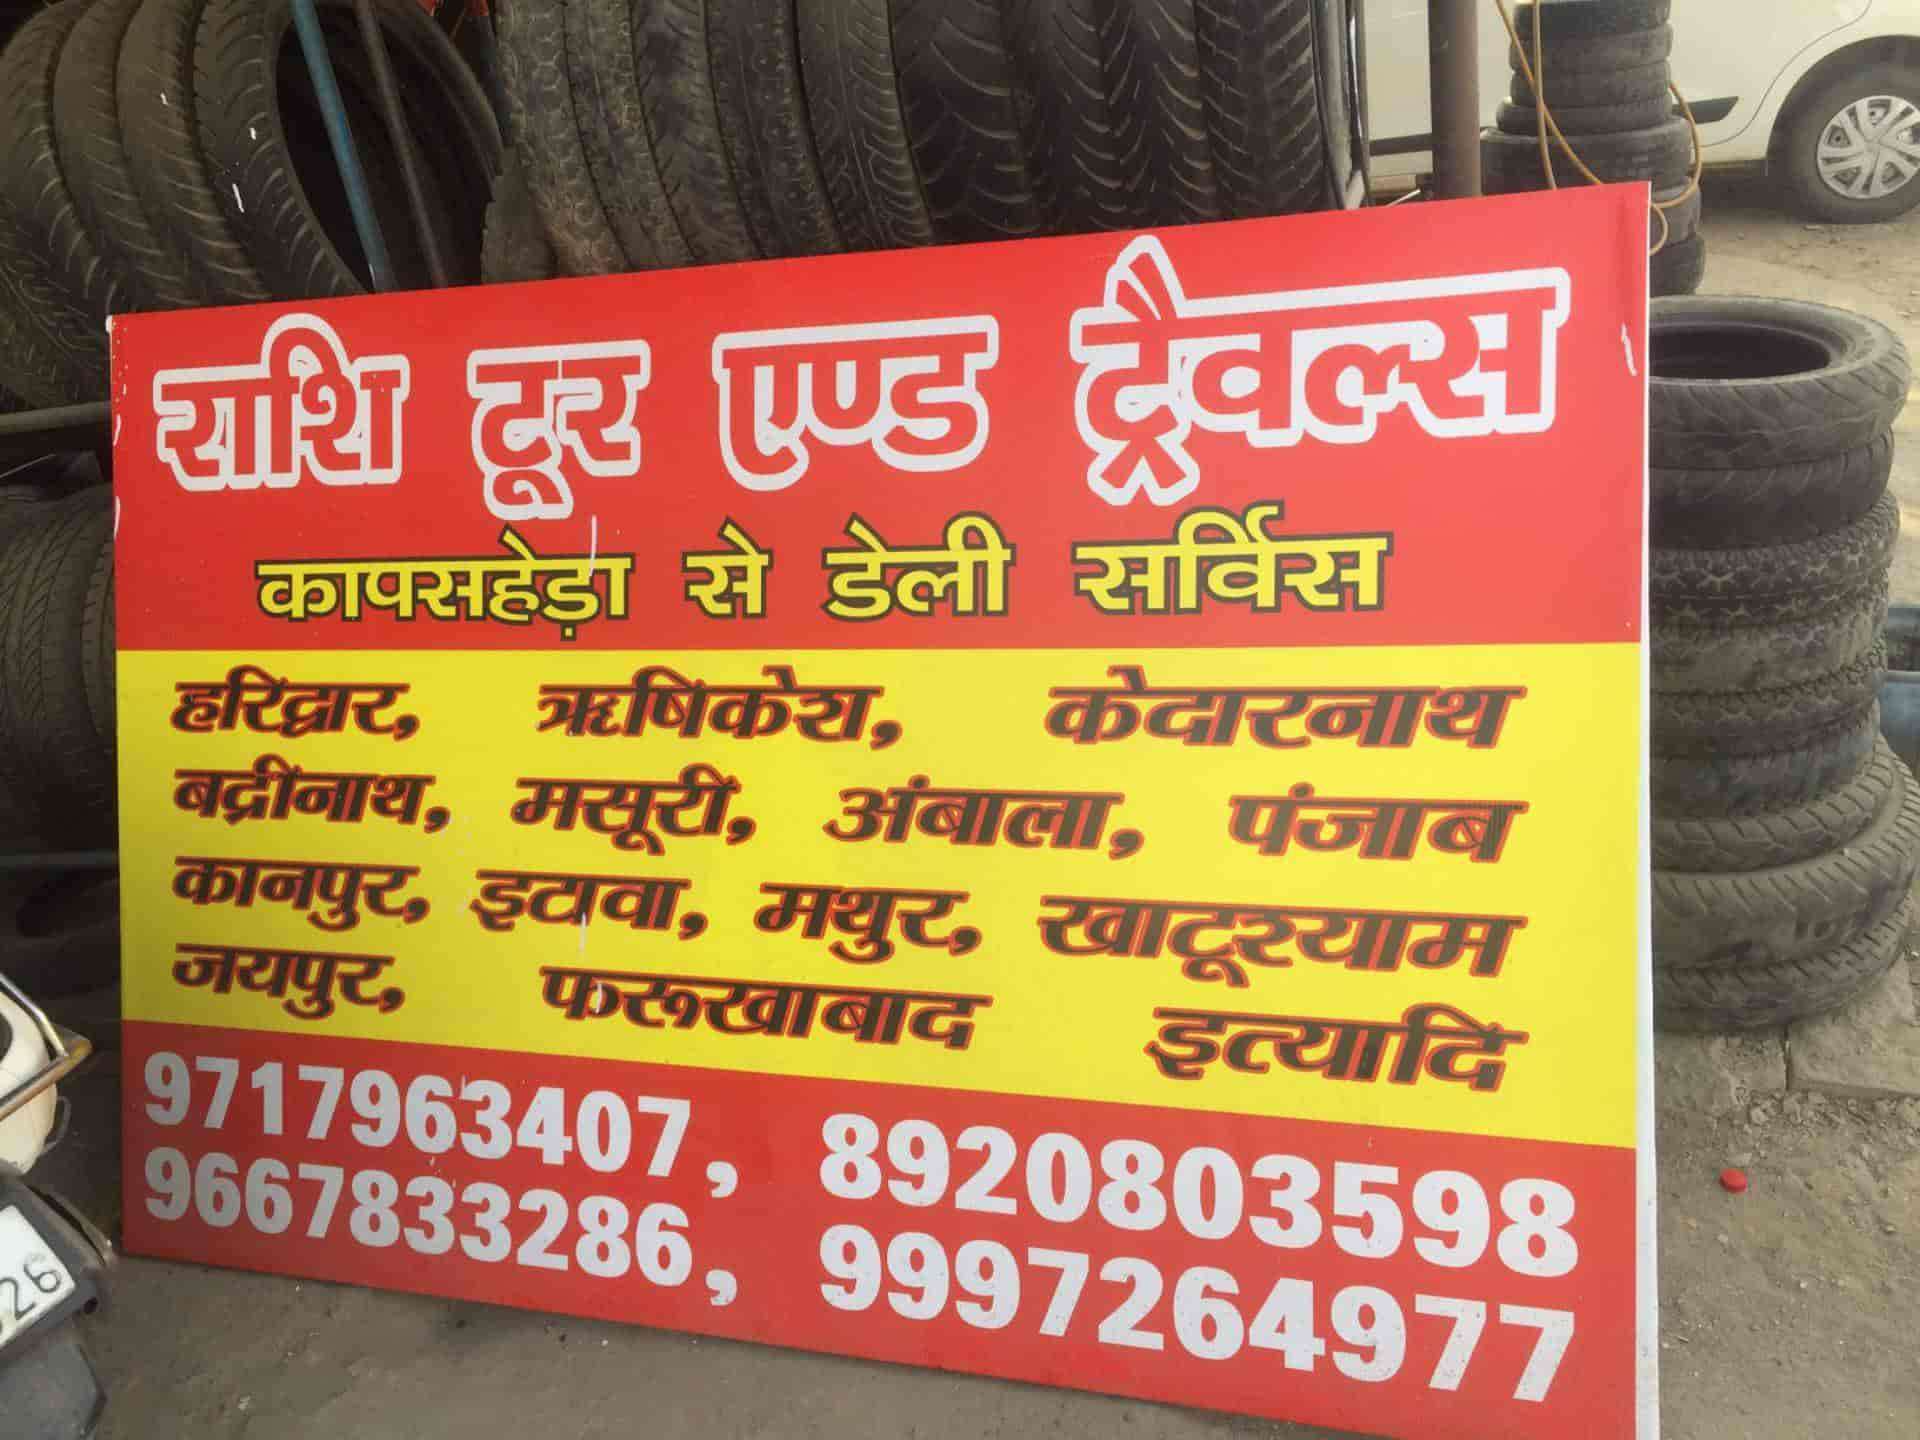 राशि टूर एण्ड ट्रैवल्स
कापसहेड़ा से डेली सर्विस
हरिद्वार, ऋषिकेश, केदारनाथ
बद्रीनाथ, मसूरी, अंबाला, पंजाब
कानपुर, इटावा, मथुर, खाटूश्याम
जयपुर, फरूखाबाद इत्यादि
9717963407, 8920803598
9667833286, 9997264977